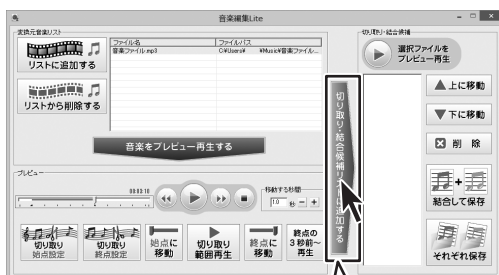 音楽編集Lite
変換元音楽リスト
リストに追加する
リストから削除する
ファイル名
ファイルパス
音楽ファイル.mp3
C:¥Users¥
¥Music¥音楽ファイル...
音楽をプレビュー再生する
プレビュー
00:03:10
移動する秒間
10
秒
切り取り
始点設定
切り取り
終点設定
始点に
移動
切り取り
範囲再生
終点に
移動
終点の
3秒前~
再生
切り取り・結合候補リストに追加する
切り取り・結合候補
選択ファイルを
プレビュー再生
上に移動
下に移動
削 除
結合して保存
それぞれ保存